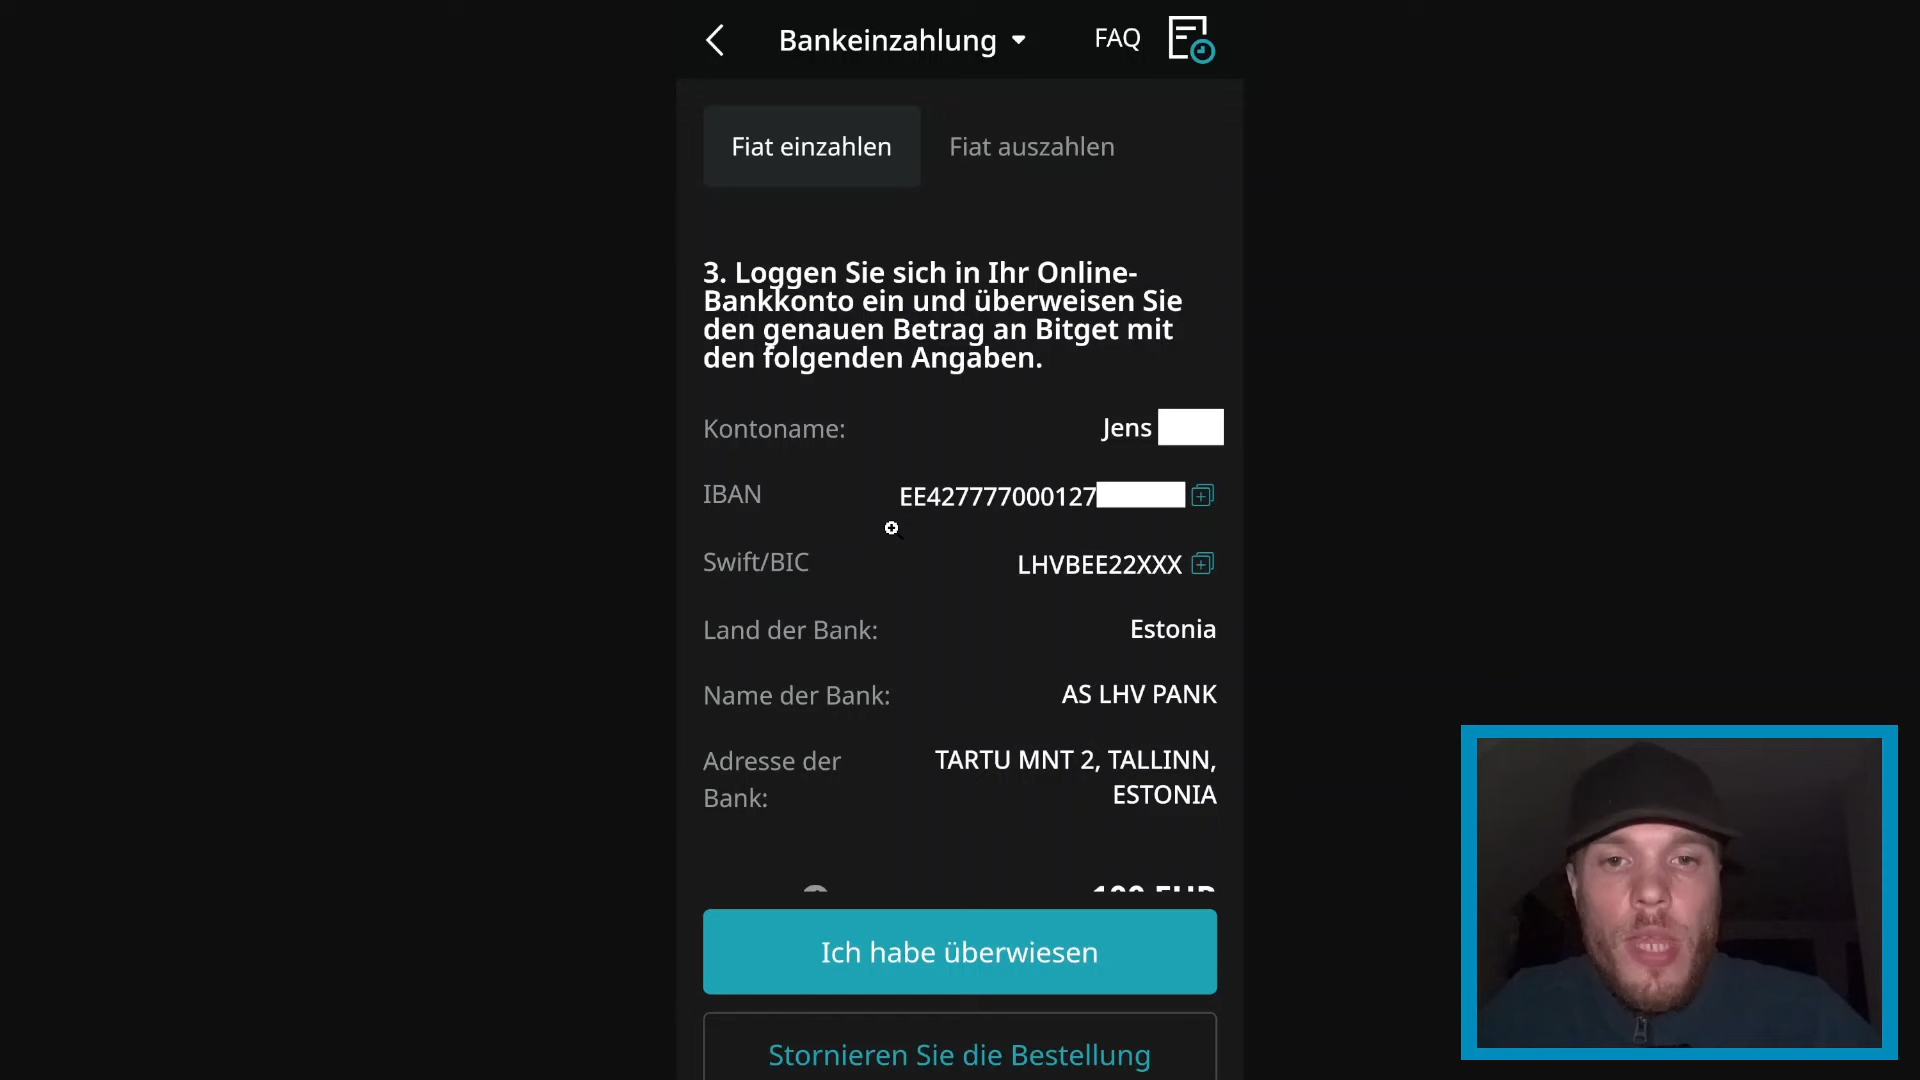 Bankeinzahlung
FAQ
Fiat einzahlen
Fiat auszahlen
3. Loggen Sie sich in Ihr Online-
Bankkonto ein und überweisen Sie
den genauen Betrag an Bitget mit
den folgenden Angaben.
Kontoname:
Jens
IBAN
EE427777000127
Swift/BIC
LHVBEE22XXX
Land der Bank:
Estonia
Name der Bank:
AS LHV PANK
Adresse der
Bank:
TARTU MNT 2, TALLINN,
ESTONIA
EUR
Ich habe überwiesen
Stornieren Sie die Bestellung